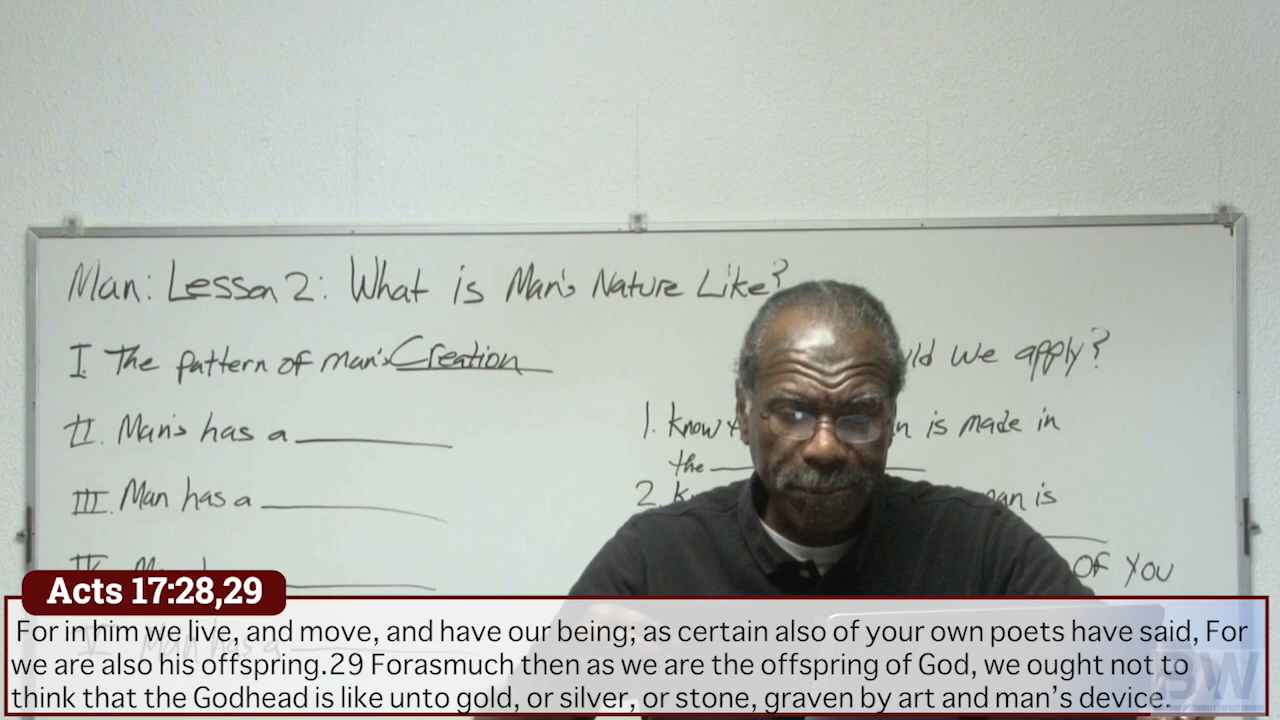 Man: Lesson 2: What is Man's Nature Like?
I. The pattern of man's Creation
ld we apply?
II. Man's has a
1. know is made in
the
III. Man has a
2. man is
of you
Acts 17:28,29
For in him we live, and move, and have our being; as certain also of your own poets have said, For
we are also his offspring.29 Forasmuch then as we are the offspring of God, we ought not to
think that the Godhead is like unto gold, or silver, or stone, graven by art and man's device.
BW